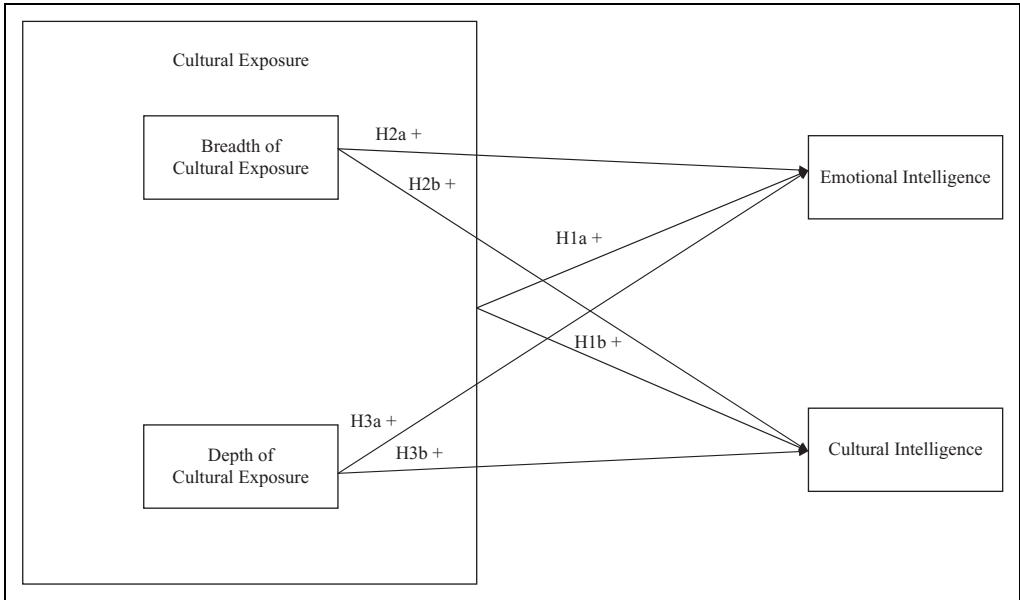 Cultural Exposure
Breadth of
Cultural Exposure
H2a +
H2b +
Emotional Intelligence
H1a +
H1b +
H3a +
H3b +
Depth of
Cultural Exposure
Cultural Intelligence